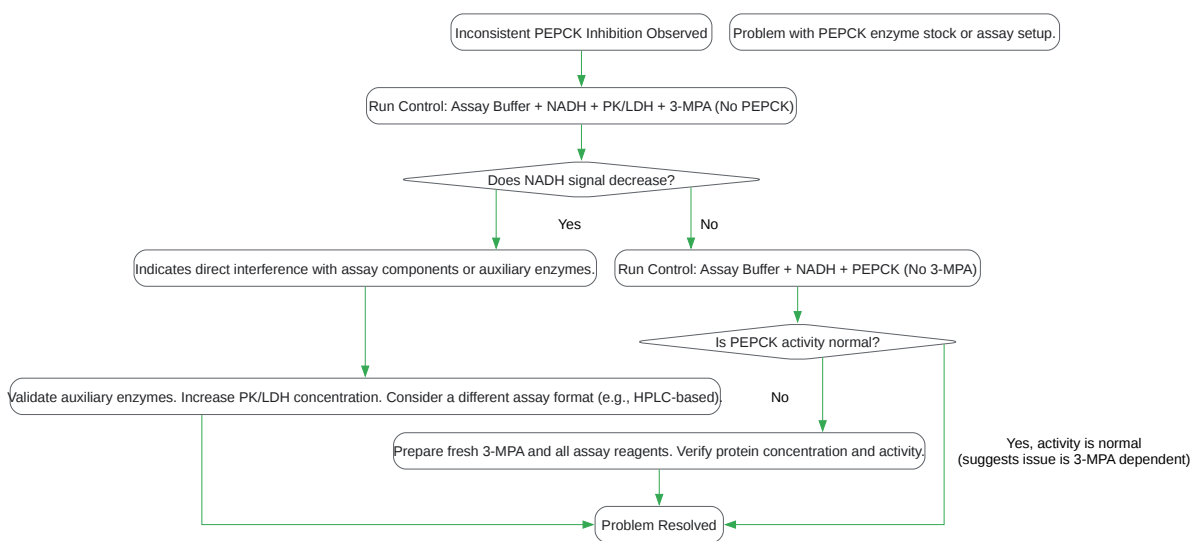 Inconsistent PEPCK Inhibition Observed
Problem with PEPCK enzyme stock or assay setup.
Run Control: Assay Buffer + NADH + PK/LDH + 3-MPA (No PEPCK)
Does NADH signal decrease?
Yes
No
Indicates direct interference with assay components or auxiliary enzymes.
Run Control: Assay Buffer + NADH + PEPCK (No 3-MPA)
Is PEPCK activity normal?
Validate auxiliary enzymes. Increase PK/LDH concentration. Consider a different assay format (e.g., HPLC-based).
No
Prepare fresh 3-MPA and all assay reagents. Verify protein concentration and activity.
Yes, activity is normal
(suggests issue is 3-MPA dependent)
Problem Resolved